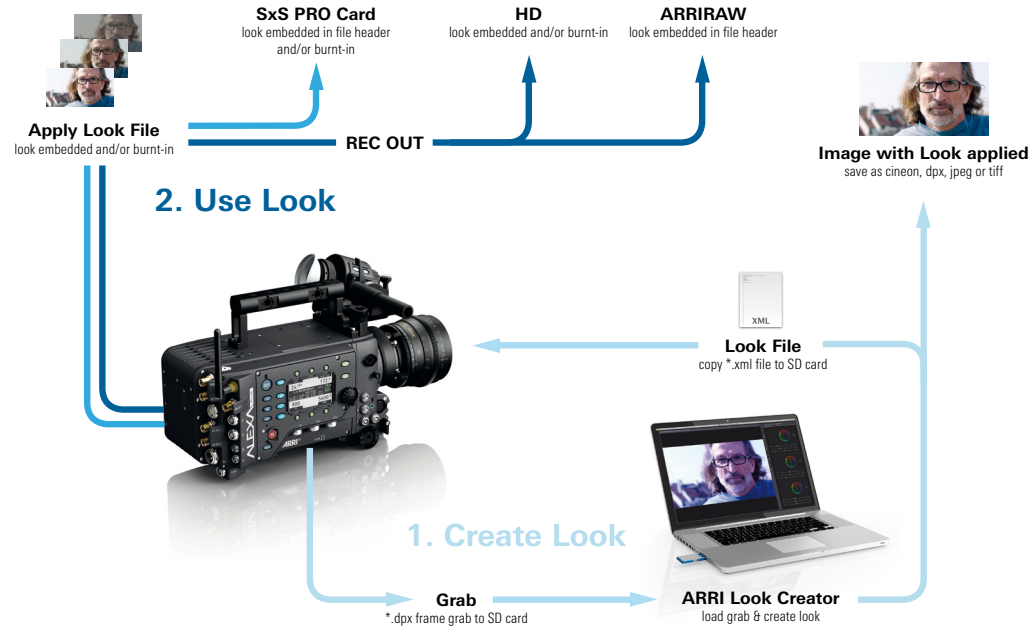 SxS PRO Card
look embedded in file header
and/or burnt-in
HD
look embedded and/or burnt-in
ARRIRAW
look embedded in file header
Apply Look File
look embedded and/or burnt-in
REC OUT
Image with Look applied
save as cineon, dpx, jpeg or tiff
2. Use Look
XML
Look File
copy *.xml file to SD card
ALEXA
ARRI
1. Create Look
Grab
*.dpx frame grab to SD card
ARRI Look Creator
load grab & create look